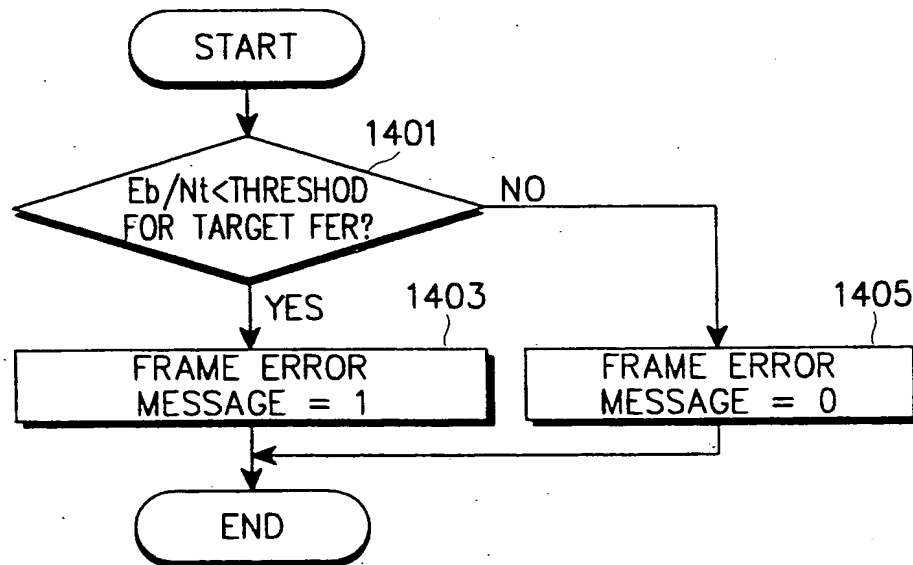 START
1401
Eb/Nt<THRESHOD
FOR TARGET FER?
NO
YES
1403
FRAME ERROR
MESSAGE = 1
1405
FRAME ERROR
MESSAGE = 0
END